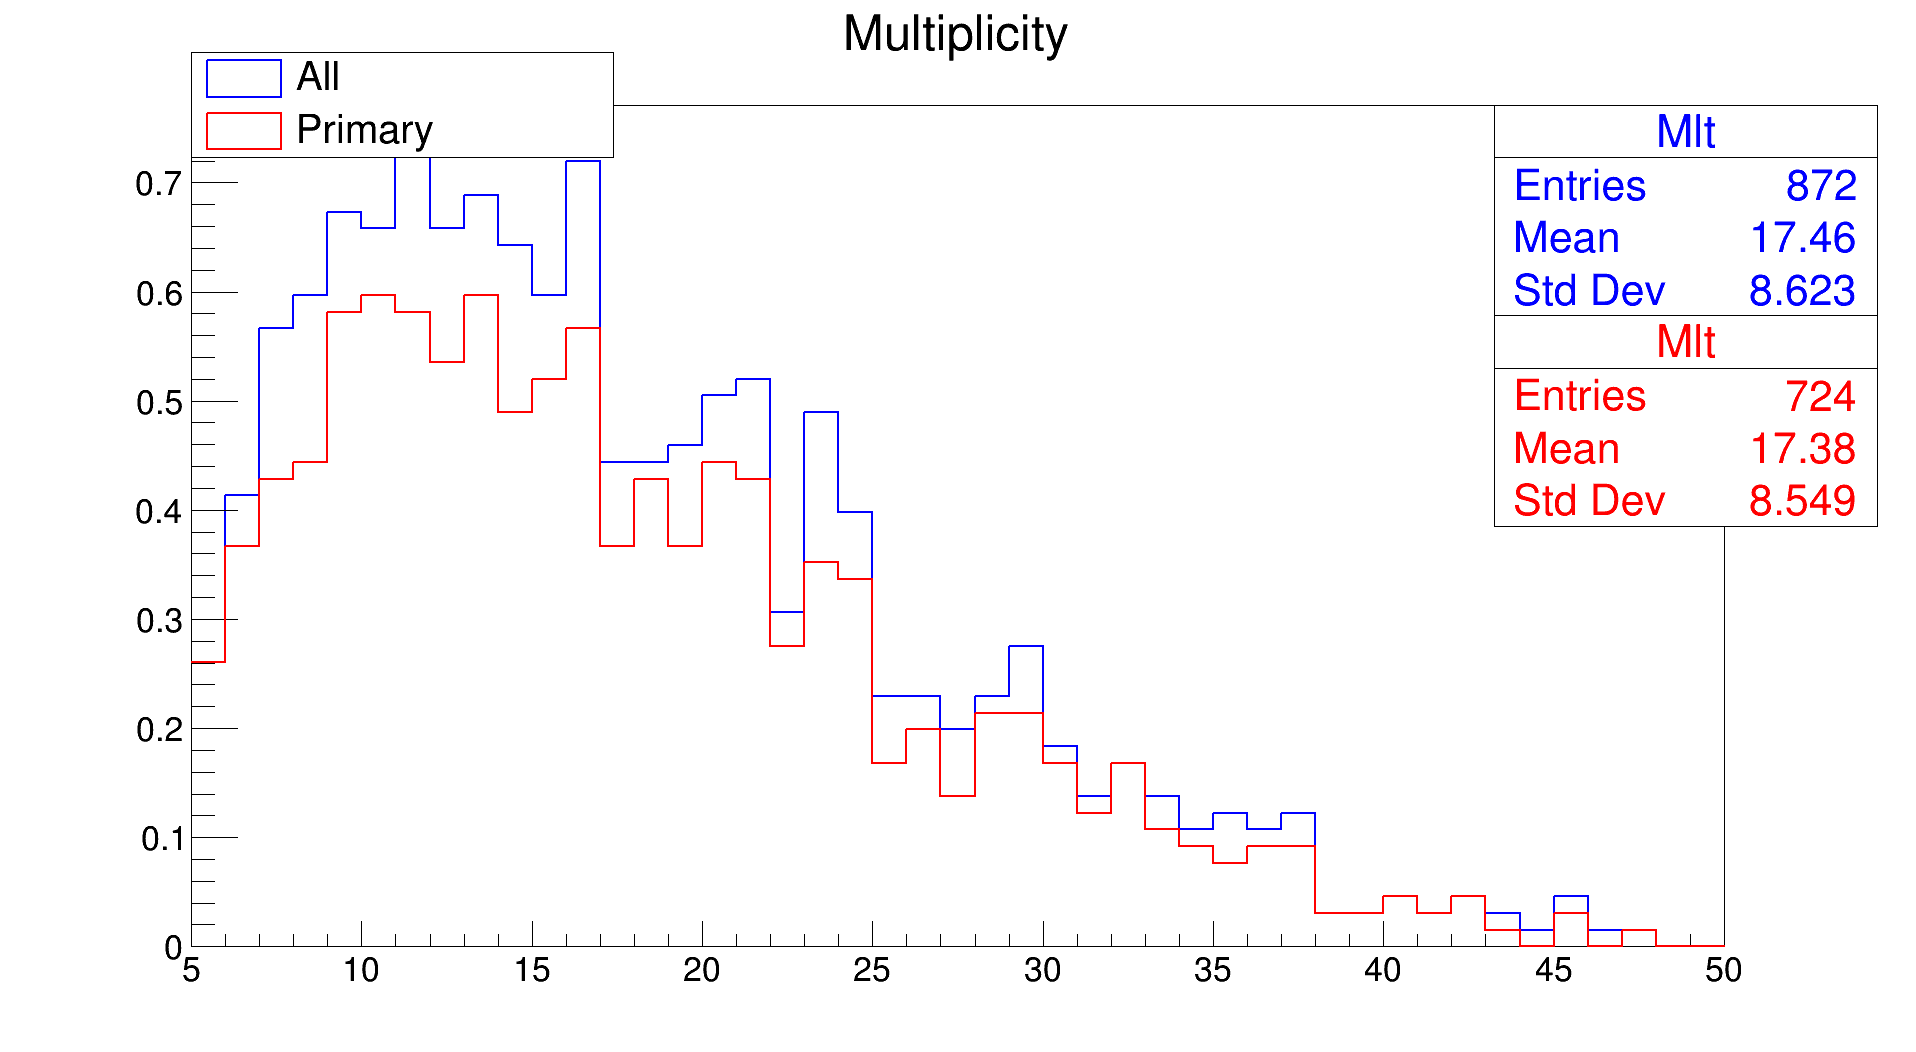 Multiplicity
All
Primary
Mlt
Entries 872
Mean 17.46
Std Dev 8.623
Mlt
Entries 724
Mean 17.38
Std Dev 8.549
0.7
0.6
0.5
0.4
0.3
0.2
0.1
0
5 10 15 20 25 30 35 40 45 50